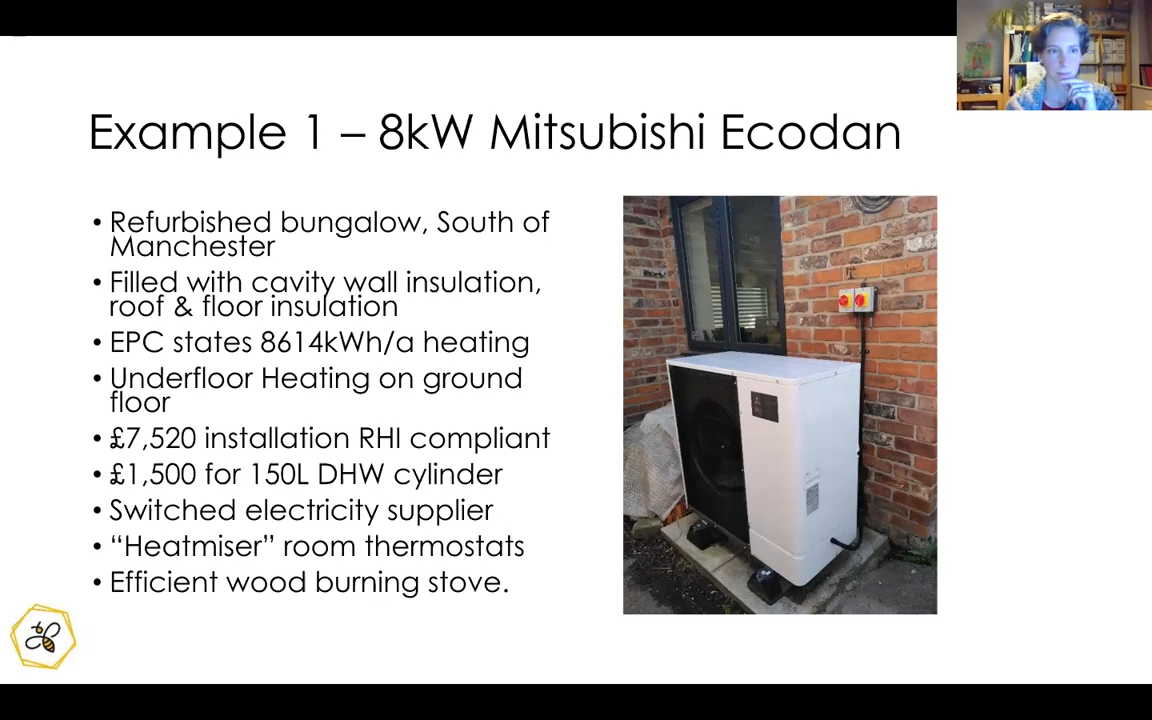 Example 1 – 8kW Mitsubishi Ecodan
• Refurbished bungalow, South of
Manchester
• Filled with cavity wall insulation,
roof & floor insulation
• EPC states 8614kWh/a heating
• Underfloor Heating on ground
floor
• £7,520 installation RHI compliant
• £1,500 for 150L DHW cylinder
• Switched electricity supplier
• “Heatmiser” room thermostats
• Efficient wood burning stove.